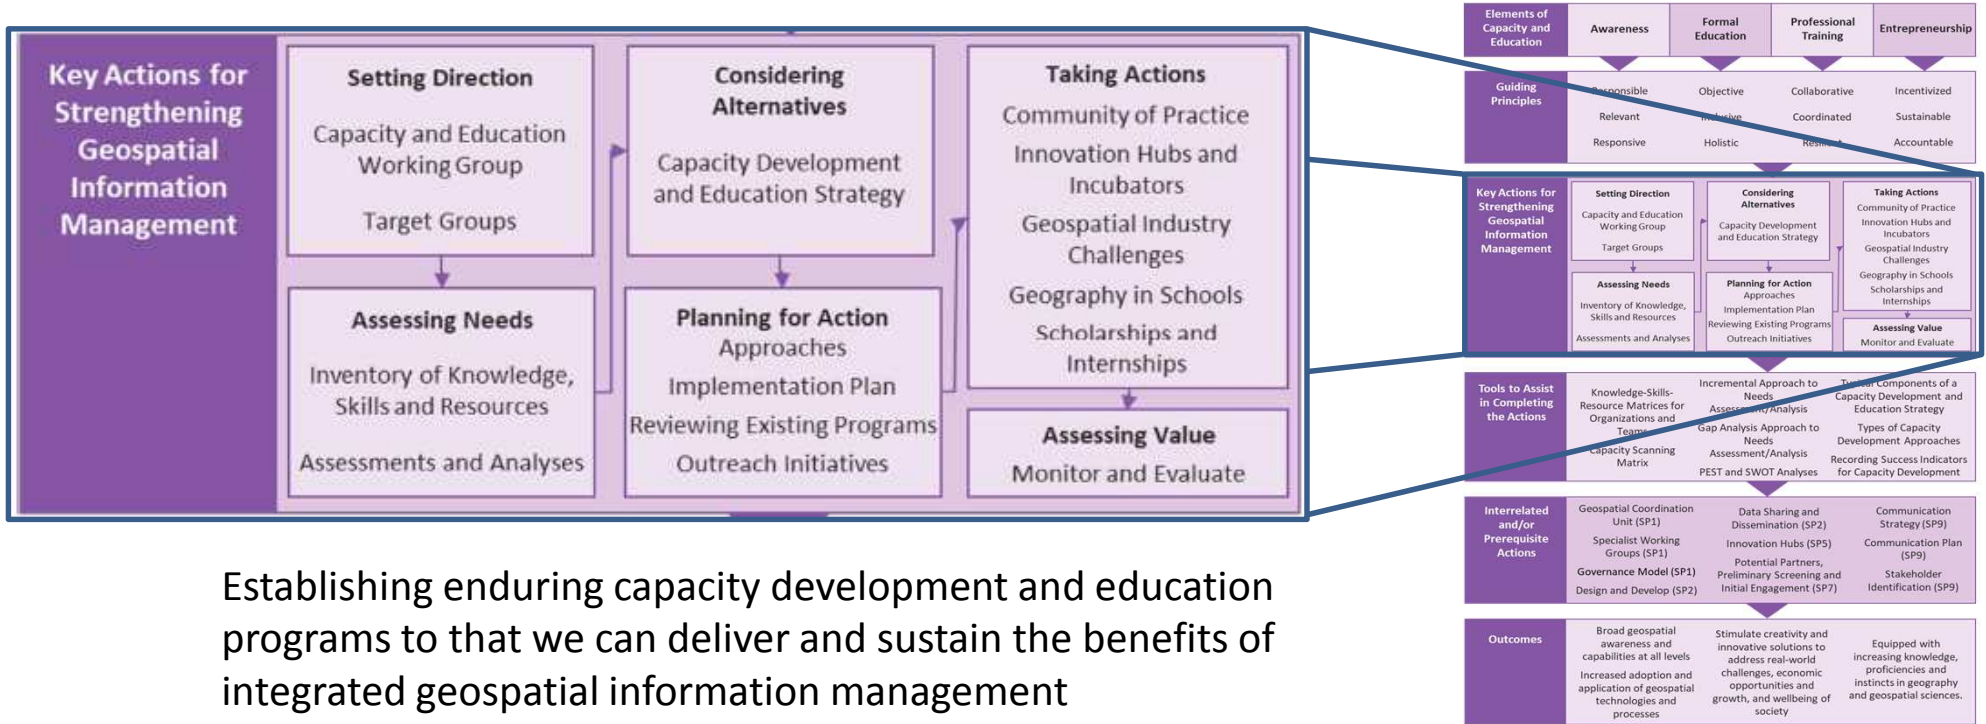 Key Actions for
Strengthening
Geospatial
Information
Management
Setting Direction
Capacity and Education
Working Group
Target Groups
Assessing Needs
Inventory of Knowledge,
Skills and Resources
Assessments and Analyses
Considering
Alternatives
Capacity Development
and Education Strategy
Planning for Action
Approaches
Implementation Plan
Reviewing Existing Programs
Outreach Initiatives
Taking Actions
Community of Practice
Innovation Hubs and
Incubators
Geospatial Industry
Challenges
Geography in Schools
Scholarships and
Internships
Assessing Value
Monitor and Evaluate
Establishing enduring capacity development and education
programs to that we can deliver and sustain the benefits of
integrated geospatial information management
Elements of
Capacity and
Education
Awareness
Formal
Education
Professional
Training
Entrepreneurship
Guiding
Principles
Responsible
Relevant
Responsive
Objective
Inclusive
Holistic
Collaborative
Coordinated
Resilient
Incentivized
Sustainable
Accountable
Key Actions for
Strengthening
Geospatial
Information
Management
Setting Direction
Capacity and Education
Working Group
Target Groups
Assessing Needs
Inventory of Knowledge,
Skills and Resources
Assessments and Analyses
Considering
Alternatives
Capacity Development
and Education Strategy
Planning for Action
Approaches
Implementation Plan
Reviewing Existing Programs
Outreach Initiatives
Taking Actions
Community of Practice
Innovation Hubs and
Incubators
Geospatial Industry
Challenges
Geography in Schools
Scholarships and
Internships
Assessing Value
Monitor and Evaluate
Tools to Assist
in Completing
the Actions
Knowledge-Skills-
Resource Matrices for
Organizations and
Teams
Capacity Scanning
Matrix
Incremental Approach to
Needs
Assessment/Analysis
Gap Analysis Approach to
Needs
Assessment/Analysis
PEST and SWOT Analyses
Typical Components of a
Capacity Development and
Education Strategy
Types of Capacity
Development Approaches
Recording Success Indicators
for Capacity Development
Interrelated
and/or
Prerequisite
Actions
Geospatial Coordination
Unit (SP1)
Specialist Working
Groups (SP1)
Governance Model (SP1)
Design and Develop (SP2)
Data Sharing and
Dissemination (SP2)
Innovation Hubs (SP5)
Potential Partners,
Preliminary Screening and
Initial Engagement (SP7)
Communication
Strategy (SP9)
Communication Plan
(SP9)
Stakeholder
Identification (SP9)
Outcomes
Broad geospatial
awareness and
capabilities at all levels
Increased adoption and
application of geospatial
technologies and
processes
Stimulate creativity and
innovative solutions to
address real-world
challenges, economic
opportunities and
growth, and wellbeing of
society
Equipped with
increasing knowledge,
proficiencies and
instincts in geography
and geospatial sciences.